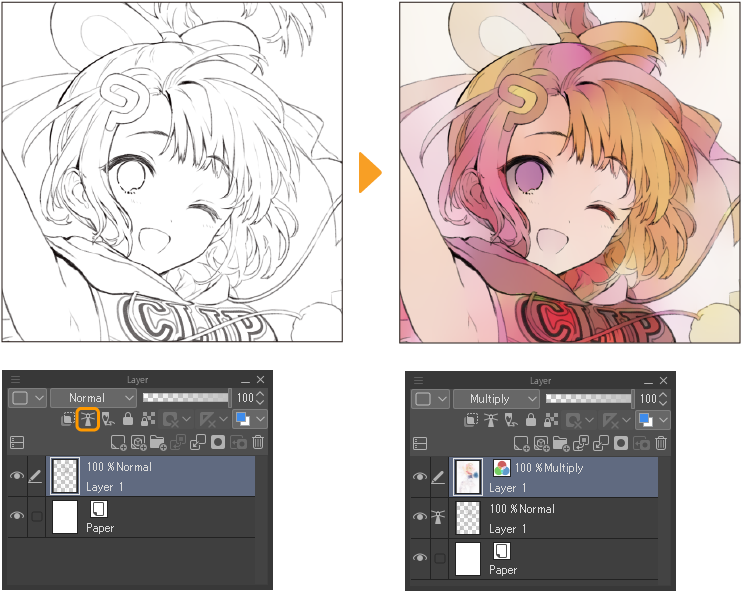 CLIP
CLIP
Layer
Normal
100
100 % Normal
Layer 1
Paper
Layer
Multiply
100
100 % Multiply
Layer 1
100 % Normal
Layer 1
Paper